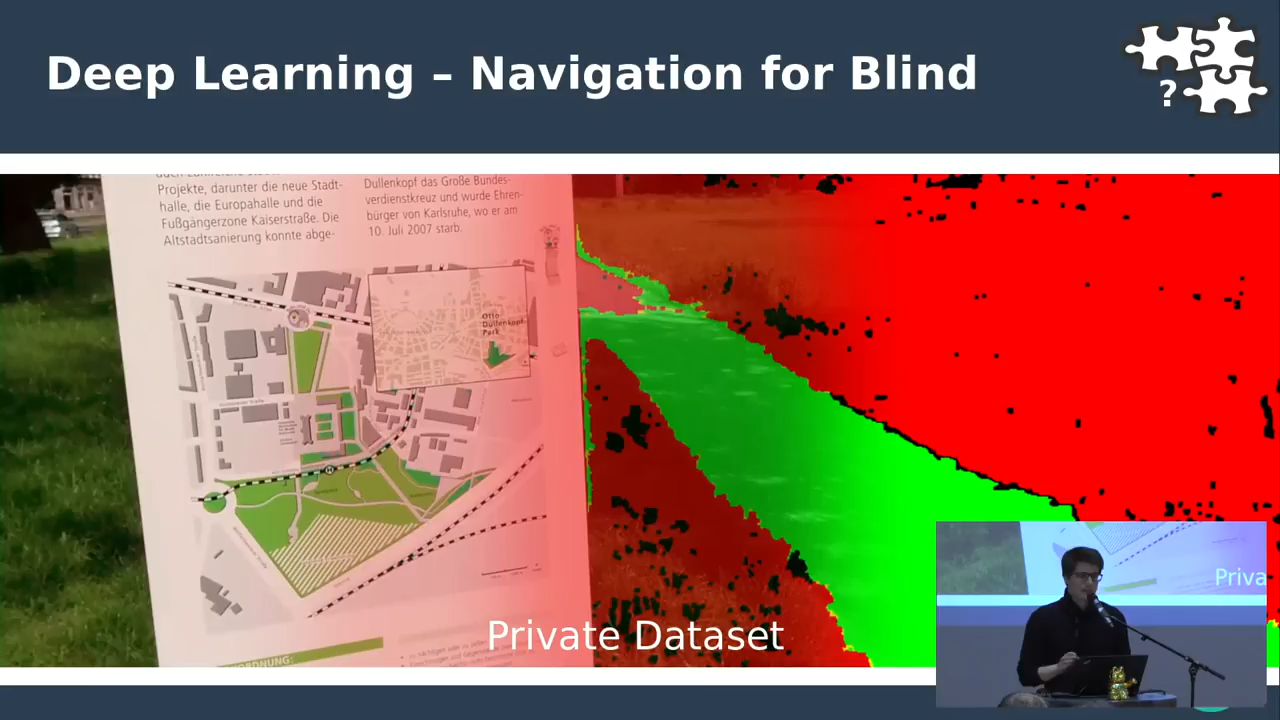 Deep Learning – Navigation for Blind
?
Projekte, darunter die neue Stadt-
halle, die Europahalle und die
Fußgängerzone Kaiserstraße. Die
Altstadtsanierung konnte abge-
Dullenkopf das Große Bundes-
verdienstkreuz und wurde Ehren-
bürger von Karlsruhe, wo er am
10. Juli 2007 starb.
Otto-
Dullenkopf-
Park
H
Private Dataset
Priva